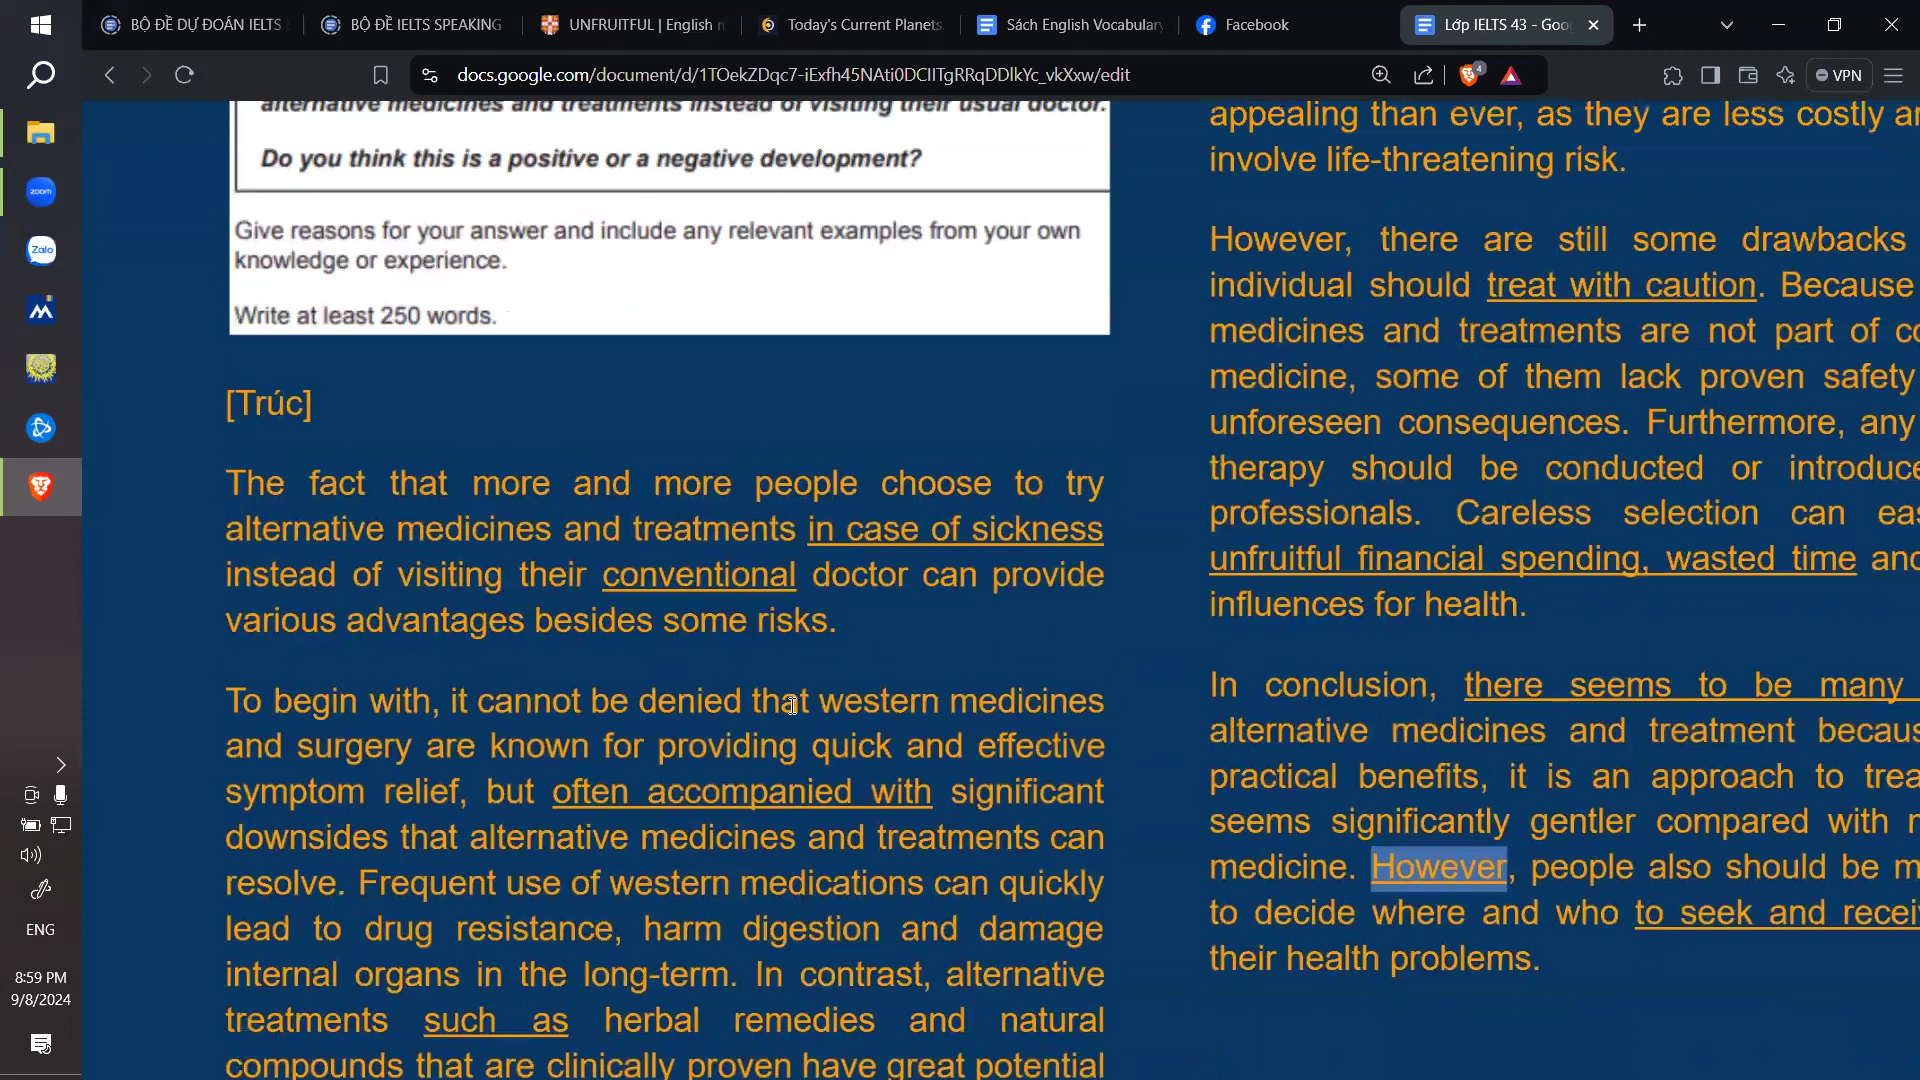 BỘ ĐỀ DỰ ĐOÁN IELTS
BỘ ĐỀ IELTS SPEAKING
UNFRUITFUL | English
Today's Current Planets
Sách English Vocabulary
Facebook
Lớp IELTS 43 - Goo
docs.google.com/document/d/1TOekZDqc7-iExfh45NAti0DCIITgRRqDDlkYc_vkXxw/edit
4
VPN
zoom
Zalo
ENG
8:59 PM
9/8/2024
alternative medicines and treatments instead of visiting their usual doctor.
Do you think this is a positive or a negative development?
Give reasons for your answer and include any relevant examples from your own
knowledge or experience.
Write at least 250 words.
[Trúc]
The fact that more and more people choose to try
alternative medicines and treatments in case of sickness
instead of visiting their conventional doctor can provide
various advantages besides some risks.
To begin with, it cannot be denied that western medicines
and surgery are known for providing quick and effective
symptom relief, but often accompanied with significant
downsides that alternative medicines and treatments can
resolve. Frequent use of western medications can quickly
lead to drug resistance, harm digestion and damage
internal organs in the long-term. In contrast, alternative
treatments such as herbal remedies and natural
compounds that are clinically proven have great potential
appealing than ever, as they are less costly
involve life-threatening risk.
However, there are still some drawbacks
individual should treat with caution. Because
medicines and treatments are not part of
medicine, some of them lack proven safety
unforeseen consequences. Furthermore, any
therapy should be conducted or
professionals. Careless selection can
unfruitful financial spending, wasted time
influences for health.
In conclusion, there seems to be many
alternative medicines and treatment
practical benefits, it is an approach to
seems significantly gentler compared with
medicine. However, people also should be
to decide where and who to seek and
their health problems.